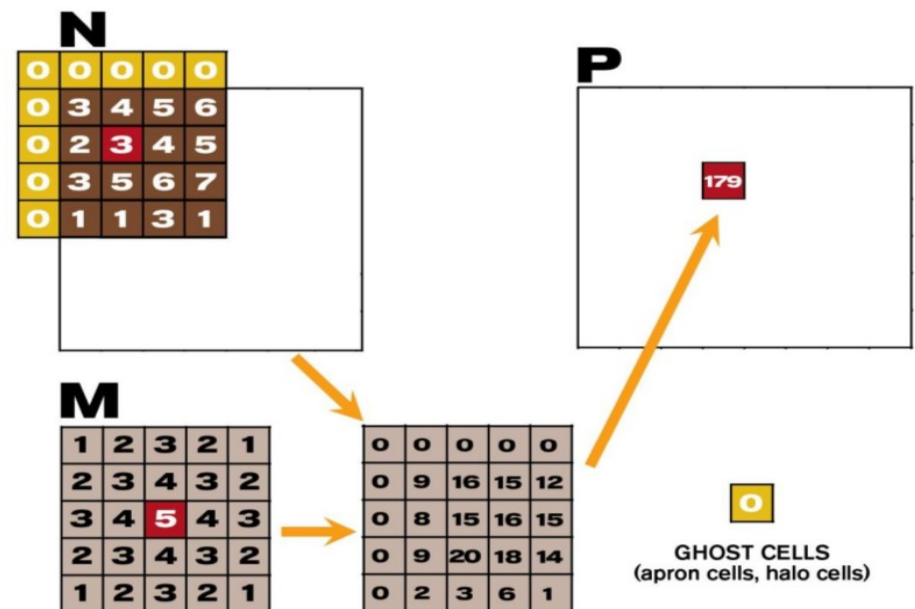 N
0 0 0 0 0
0 3 4 5 6
0 2 3 4 5
0 3 5 6 7
0 1 1 3 1
P
179
M
1 2 3 2 1
2 3 4 3 2
3 4 5 4 3
2 3 4 3 2
1 2 3 2 1
0 0 0 0 0
0 9 16 15 12
0 8 15 16 15
0 9 20 18 14
0 2 3 6 1
0
GHOST CELLS
(apron cells, halo cells)